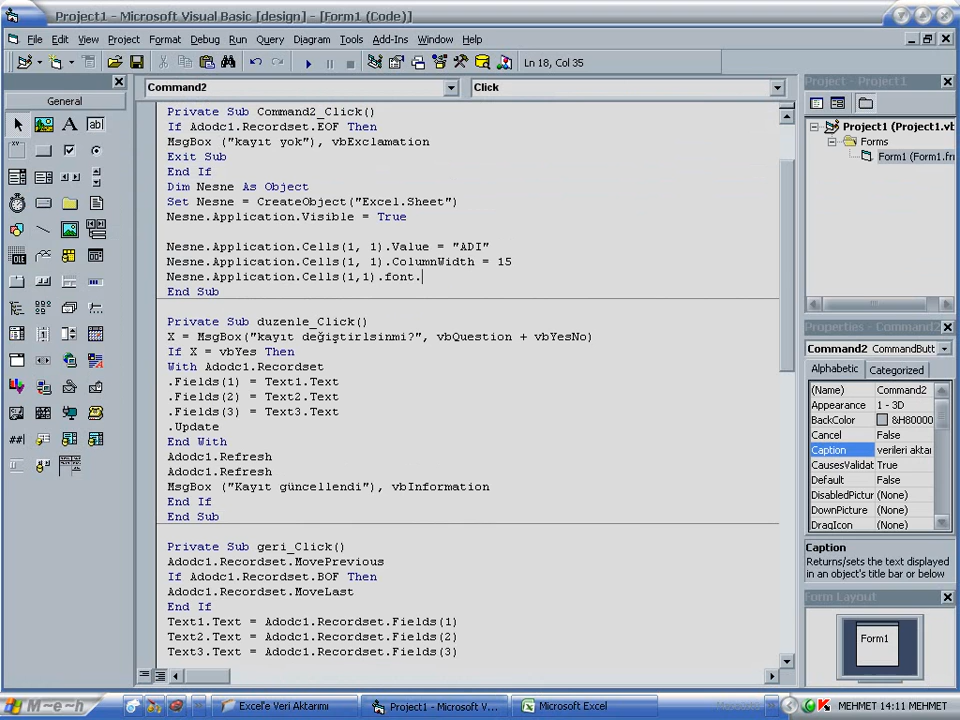 Project1 - Microsoft Visual Basic [design] - [Form1 (Code)]
File Edit View Project Format Debug Run Query Diagram Tools Add-Ins Window Help
Ln 18, Col 35
General
Command2
Click
Private Sub Command2_Click()
If Adodc1.Recordset.EOF Then
MsgBox ("kayıt yok"), vbExclamation
Exit Sub
End If
Dim Nesne As Object
Set Nesne = CreateObject("Excel.Sheet")
Nesne.Application.Visible = True
Nesne.Application.Cells(1, 1).Value = "ADI"
Nesne.Application.Cells(1, 1).ColumnWidth = 15
Nesne.Application.Cells(1,1).font.
End Sub
Private Sub duzenle_Click()
X = MsgBox("kayıt değiştirlsinmi?", vbQuestion + vbYesNo)
If X = vbYes Then
With Adodc1.Recordset
.Fields(1) = Text1.Text
.Fields(2) = Text2.Text
.Fields(3) = Text3.Text
.Update
End With
Adodc1.Refresh
Adodc1.Refresh
MsgBox ("Kayıt güncellendi"), vbInformation
End If
End Sub
Private Sub geri_Click()
Adodc1.Recordset.MovePrevious
If Adodc1.Recordset.BOF Then
Adodc1.Recordset.MoveLast
End If
Text1.Text = Adodc1.Recordset.Fields(1)
Text2.Text = Adodc1.Recordset.Fields(2)
Text3.Text = Adodc1.Recordset.Fields(3)
Project - Project1
Project1 (Project1.vb
Forms
Form1 (Form1.fr
Properties - Command2
Command2 CommandButt
Alphabetic Categorized
(Name) Command2
Appearance 1 - 3D
BackColor &H80000
Cancel False
Caption verileri aktar
CausesValidat True
Default False
DisabledPictur (None)
DownPicture (None)
DragIcon (None)
Caption
Returns/sets the text displayed
in an object's title bar or below
Form Layout
Form1
M~e~h
Excel'e Veri Aktarımı
Project1 - Microsoft V...
Microsoft Excel
MEHMET 14:11 MEHMET